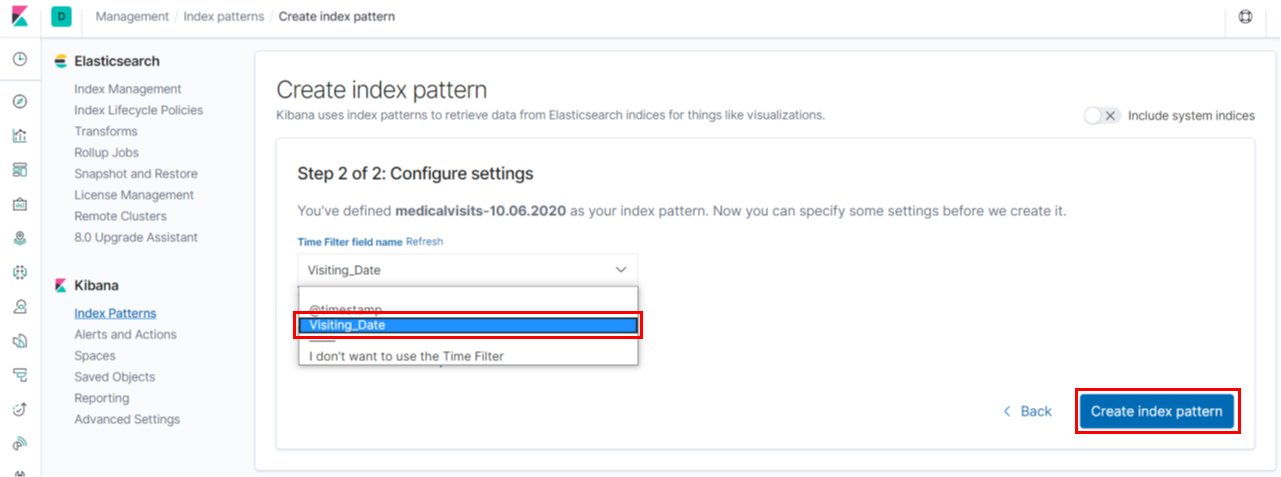 D Management / Index patterns / Create index pattern
Elasticsearch
Index Management
Index Lifecycle Policies
Transforms
Rollup Jobs
Snapshot and Restore
License Management
Remote Clusters
8.0 Upgrade Assistant
Kibana
Index Patterns
Alerts and Actions
Spaces
Saved Objects
Reporting
Advanced Settings
Create index pattern
Kibana uses index patterns to retrieve data from Elasticsearch indices for things like visualizations.
Include system indices
Step 2 of 2: Configure settings
You've defined medicalvisits-10.06.2020 as your index pattern. Now you can specify some settings before we create it.
Time Filter field name Refresh
Visiting_Date
@timestamp
Visiting_Date
I don't want to use the Time Filter
Back
Create index pattern